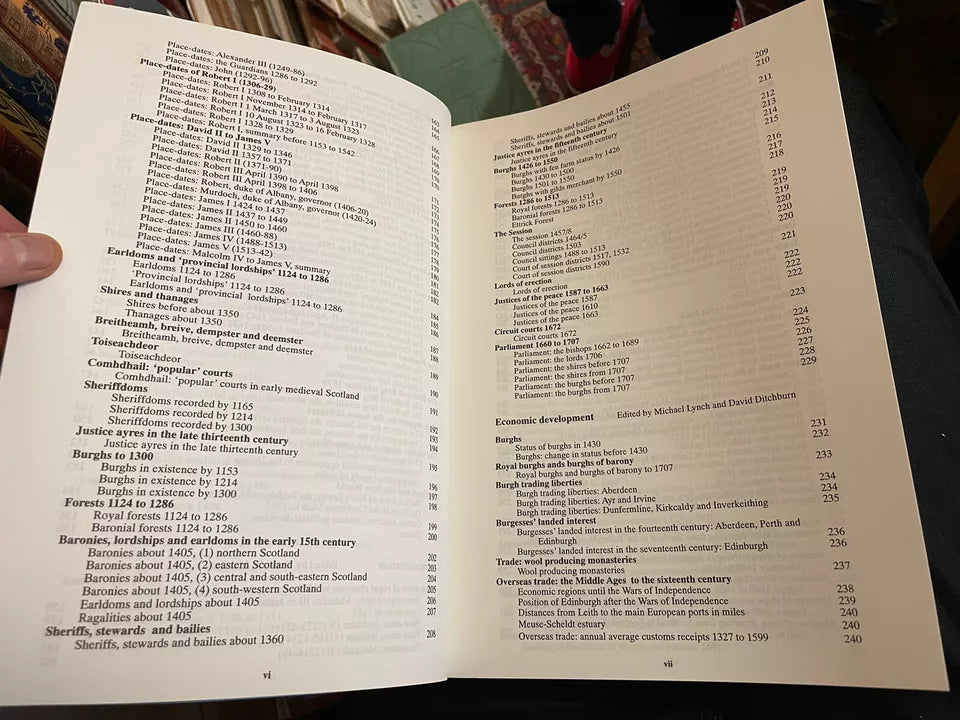 Place-dates: Alexander III (1249-86)
Place-dates: the Guardians 1286 to 1292
Place-dates: John (1292-96)
Place-dates of Robert I (1306-29)
Place-dates: Robert I 1308 to February 1314
Place-dates: Robert I November 1314 to February 1317
Place-dates: Robert I 1 March 1317 to 3 August 1323
Place-dates: Robert I 10 August 1323 to 16 February 1328
Place-dates: Robert I 1328 to 1329
Place-dates: Robert I, summary before 1153 to 1542
Place-dates: David II to James V
Place-dates: David II 1329 to 1346
Place-dates: David II 1357 to 1371
Place-dates: Robert II (1371-90)
Place-dates: Robert III April 1390 to April 1398
Place-dates: Robert III April 1398 to 1406
Place-dates: Robert, duke of Albany, governor (1406-20)
Place-dates: Murdoch, duke of Albany, governor (1420-24)
Place-dates: James I 1424 to 1437
Place-dates: James II 1437 to 1449
Place-dates: James II 1450 to 1460
Place-dates: James III (1460-88)
Place-dates: James IV (1488-1513)
Place-dates: James V (1513-42)
Place-dates: Malcolm IV to James V, summary
Earldoms and ‘provincial lordships’ 1124 to 1286
Earldoms 1124 to 1286
‘Provincial lordships’ 1124 to 1286
Earldoms and ‘provincial lordships’ 1124 to 1286
Shires and thanages
Shires before about 1350
Thanages about 1350
Breitheamh, breive, dempster and deemster
Breitheamh, breive, dempster and deemster
Toiseachdeor
Toiseachdeor
Comhdhail: ‘popular’ courts
Comhdhail: ‘popular’ courts in early medieval Scotland
Sheriffdoms
Sheriffdoms recorded by 1165
Sheriffdoms recorded by 1214
Sheriffdoms recorded by 1300
Justice ayres in the late thirteenth century
Justice ayres in the late thirteenth century 195
Burghs to 1300
Burghs in existence by 1153 196
Burghs in existence by 1214 197
Burghs in existence by 1300 198
Forests 1124 to 1286
Royal forests 1124 to 1286 199
Baronial forests 1124 to 1286 200
Baronies, lordships and earldoms in the early 15th century
Baronies about 1405, (1) northern Scotland 202
Baronies about 1405, (2) eastern Scotland 203
Baronies about 1405, (3) central and south-eastern Scotland 204
Baronies about 1405, (4) south-western Scotland 205
Earldoms and lordships about 1405 206
Ragalities about 1405 207
Sheriffs, stewards and bailies
Sheriffs, stewards and bailies about 1360 208
vi
Sheriffs, stewards and bailies about 1455 209
Sheriffs, stewards and bailies about 1501 210
Justice ayres in the fifteenth century
Justice ayres in the fifteenth century 211
Burghs 1426 to 1550
Burghs with feu farm status by 1426 212
Burghs 1430 to 1500 213
Burghs 1501 to 1550 214
Burghs with gilds merchant by 1550 215
Forests 1286 to 1513
Royal forests 1286 to 1513 216
Baronial forests 1286 to 1513 217
Ettrick Forest 218
The Session
The session 1457/8
Council districts 1464/5
Council districts 1503
Council sittings 1488 to 1513
Court of session districts 1517, 1532
Court of session districts 1590
Lords of erection
Lords of erection 221
Justices of the peace 1587 to 1663
Justices of the peace 1587 222
Justices of the peace 1610 222
Justices of the peace 1663 222
Circuit courts 1672
Circuit courts 1672 223
Parliament 1660 to 1707
Parliament: the bishops 1662 to 1689 224
Parliament: the lords 1706 225
Parliament: the shires before 1707 226
Parliament: the shires from 1707 227
Parliament: the burghs before 1707 228
Parliament: the burghs from 1707 229
Economic development Edited by Michael Lynch and David Ditchburn
Burghs
Status of burghs in 1430 231
Burghs: change in status before 1430 232
Royal burghs and burghs of barony
Royal burghs and burghs of barony to 1707 233
Burgh trading liberties
Burgh trading liberties: Aberdeen 234
Burgh trading liberties: Ayr and Irvine 234
Burgh trading liberties: Dunfermline, Kirkcaldy and Inverkeithing 235
Burgesses’ landed interest
Burgesses’ landed interest in the fourteenth century: Aberdeen, Perth and
Edinburgh 236
Burgesses’ landed interest in the seventeenth century: Edinburgh 236
Trade: wool producing monasteries
Wool producing monasteries 237
Overseas trade: the Middle Ages to the sixteenth century
Economic regions until the Wars of Independence 238
Position of Edinburgh after the Wars of Independence 239
Distances from Leith to the main European ports in miles 240
Meuse-Scheldt estuary 240
Overseas trade: annual average customs receipts 1327 to 1599 240
vii